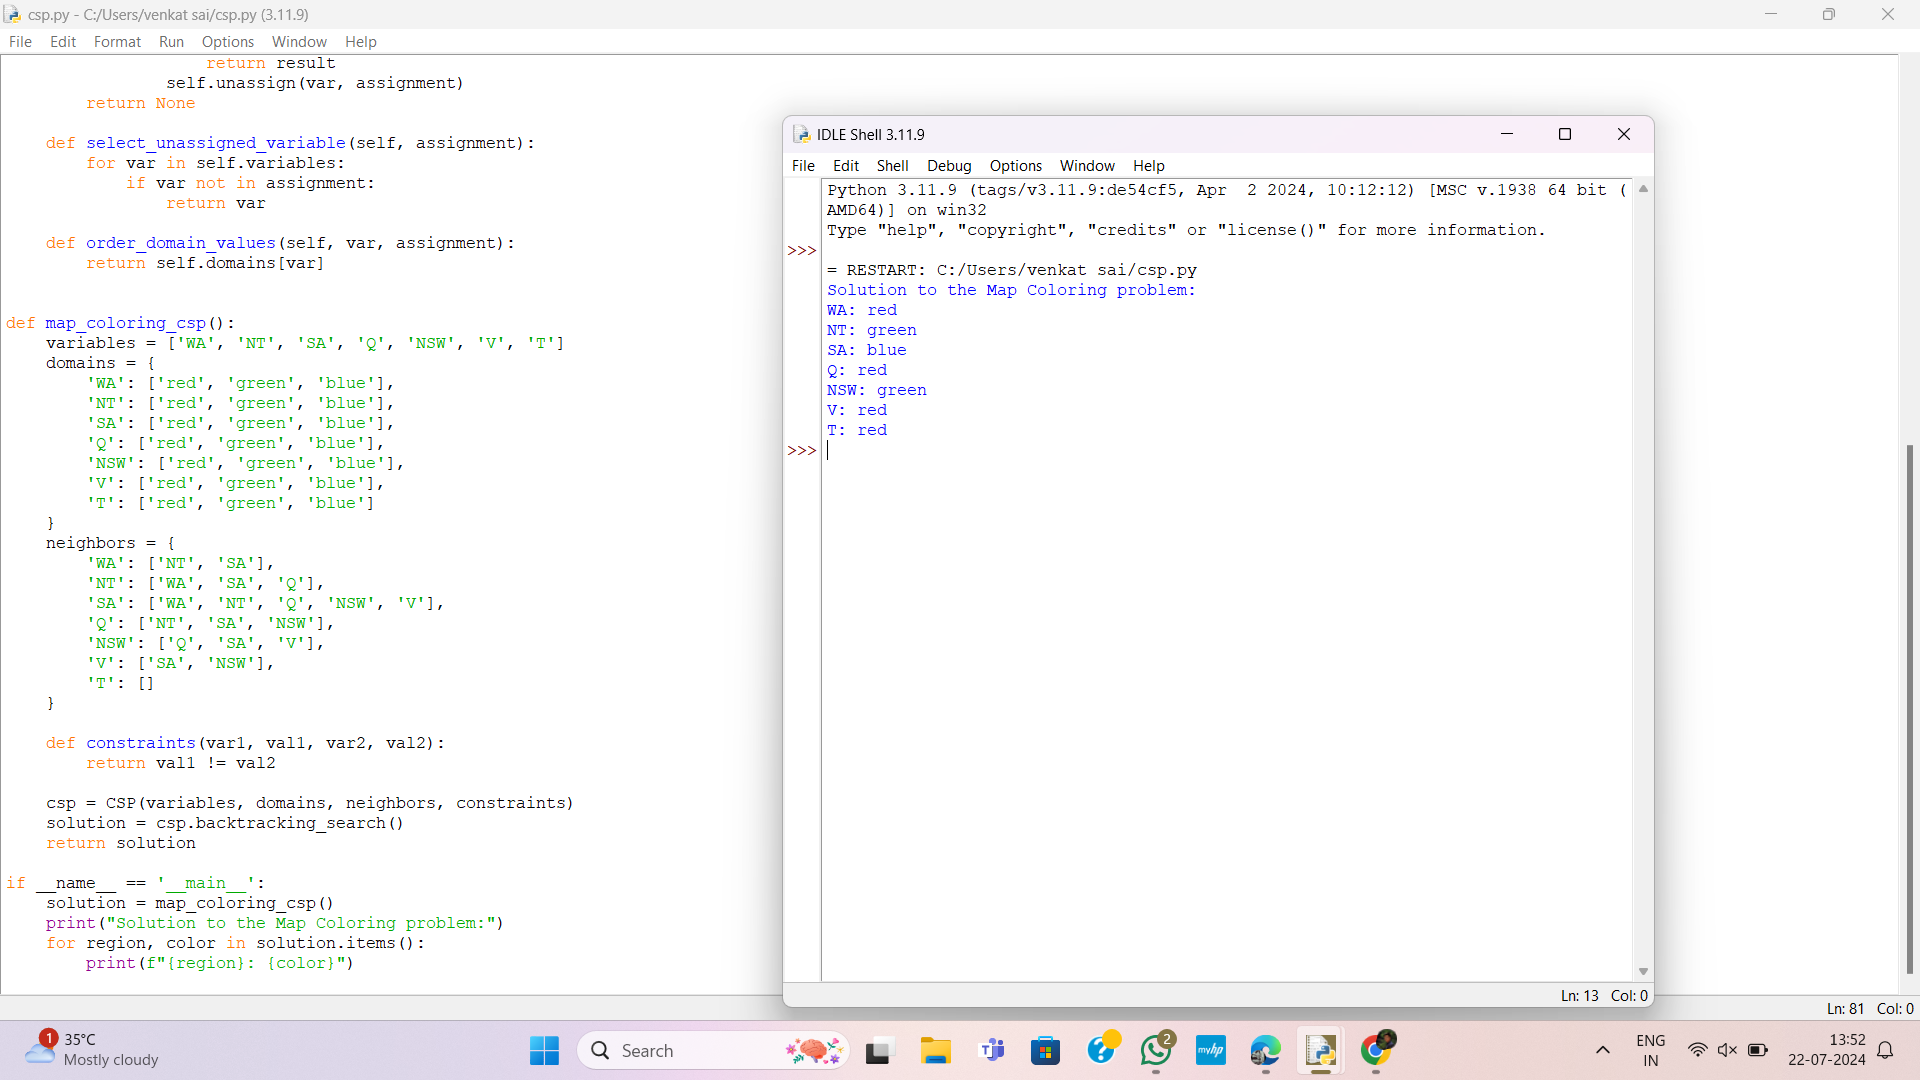 csp.py - C:/Users/venkat sai/csp.py (3.11.9)
File Edit Format Run Options Window Help
                    return result
                self.unassign(var, assignment)
        return None

    def select_unassigned_variable(self, assignment):
        for var in self.variables:
            if var not in assignment:
                return var

    def order_domain_values(self, var, assignment):
        return self.domains[var]

def map_coloring_csp():
    variables = ['WA', 'NT', 'SA', 'Q', 'NSW', 'V', 'T']
    domains = {
        'WA': ['red', 'green', 'blue'],
        'NT': ['red', 'green', 'blue'],
        'SA': ['red', 'green', 'blue'],
        'Q': ['red', 'green', 'blue'],
        'NSW': ['red', 'green', 'blue'],
        'V': ['red', 'green', 'blue'],
        'T': ['red', 'green', 'blue']
    }
    neighbors = {
        'WA': ['NT', 'SA'],
        'NT': ['WA', 'SA', 'Q'],
        'SA': ['WA', 'NT', 'Q', 'NSW', 'V'],
        'Q': ['NT', 'SA', 'NSW'],
        'NSW': ['Q', 'SA', 'V'],
        'V': ['SA', 'NSW'],
        'T': []
    }

    def constraints(var1, val1, var2, val2):
        return val1 != val2

    csp = CSP(variables, domains, neighbors, constraints)
    solution = csp.backtracking_search()
    return solution

if __name__ == '__main__':
    solution = map_coloring_csp()
    print("Solution to the Map Coloring problem:")
    for region, color in solution.items():
        print(f"{region}: {color}")
Ln: 81 Col: 0
IDLE Shell 3.11.9
File Edit Shell Debug Options Window Help
Python 3.11.9 (tags/v3.11.9:de54cf5, Apr  2 2024, 10:12:12) [MSC v.1938 64 bit (
AMD64)] on win32
Type "help", "copyright", "credits" or "license()" for more information.
>>>
= RESTART: C:/Users/venkat sai/csp.py
Solution to the Map Coloring problem:
WA: red
NT: green
SA: blue
Q: red
NSW: green
V: red
T: red
>>>
Ln: 13 Col: 0
1
35°C
Mostly cloudy
Search
2
myhp
ENG
IN
13:52
22-07-2024